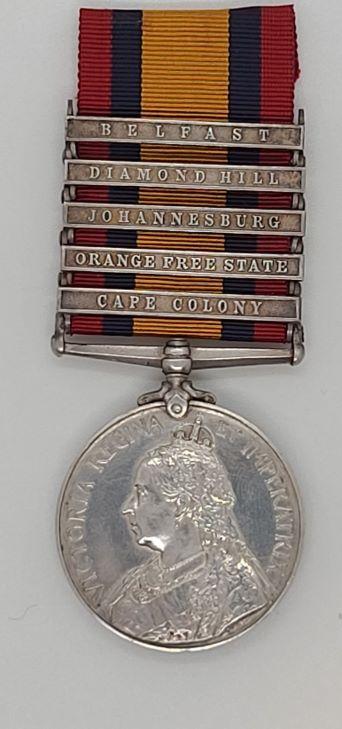 BELFAST
DIAMOND HILL
JOHANNESBURG
ORANGE FREE STATE
CAPE COLONY
VICTORIA REGINA ET IMPERATRIX